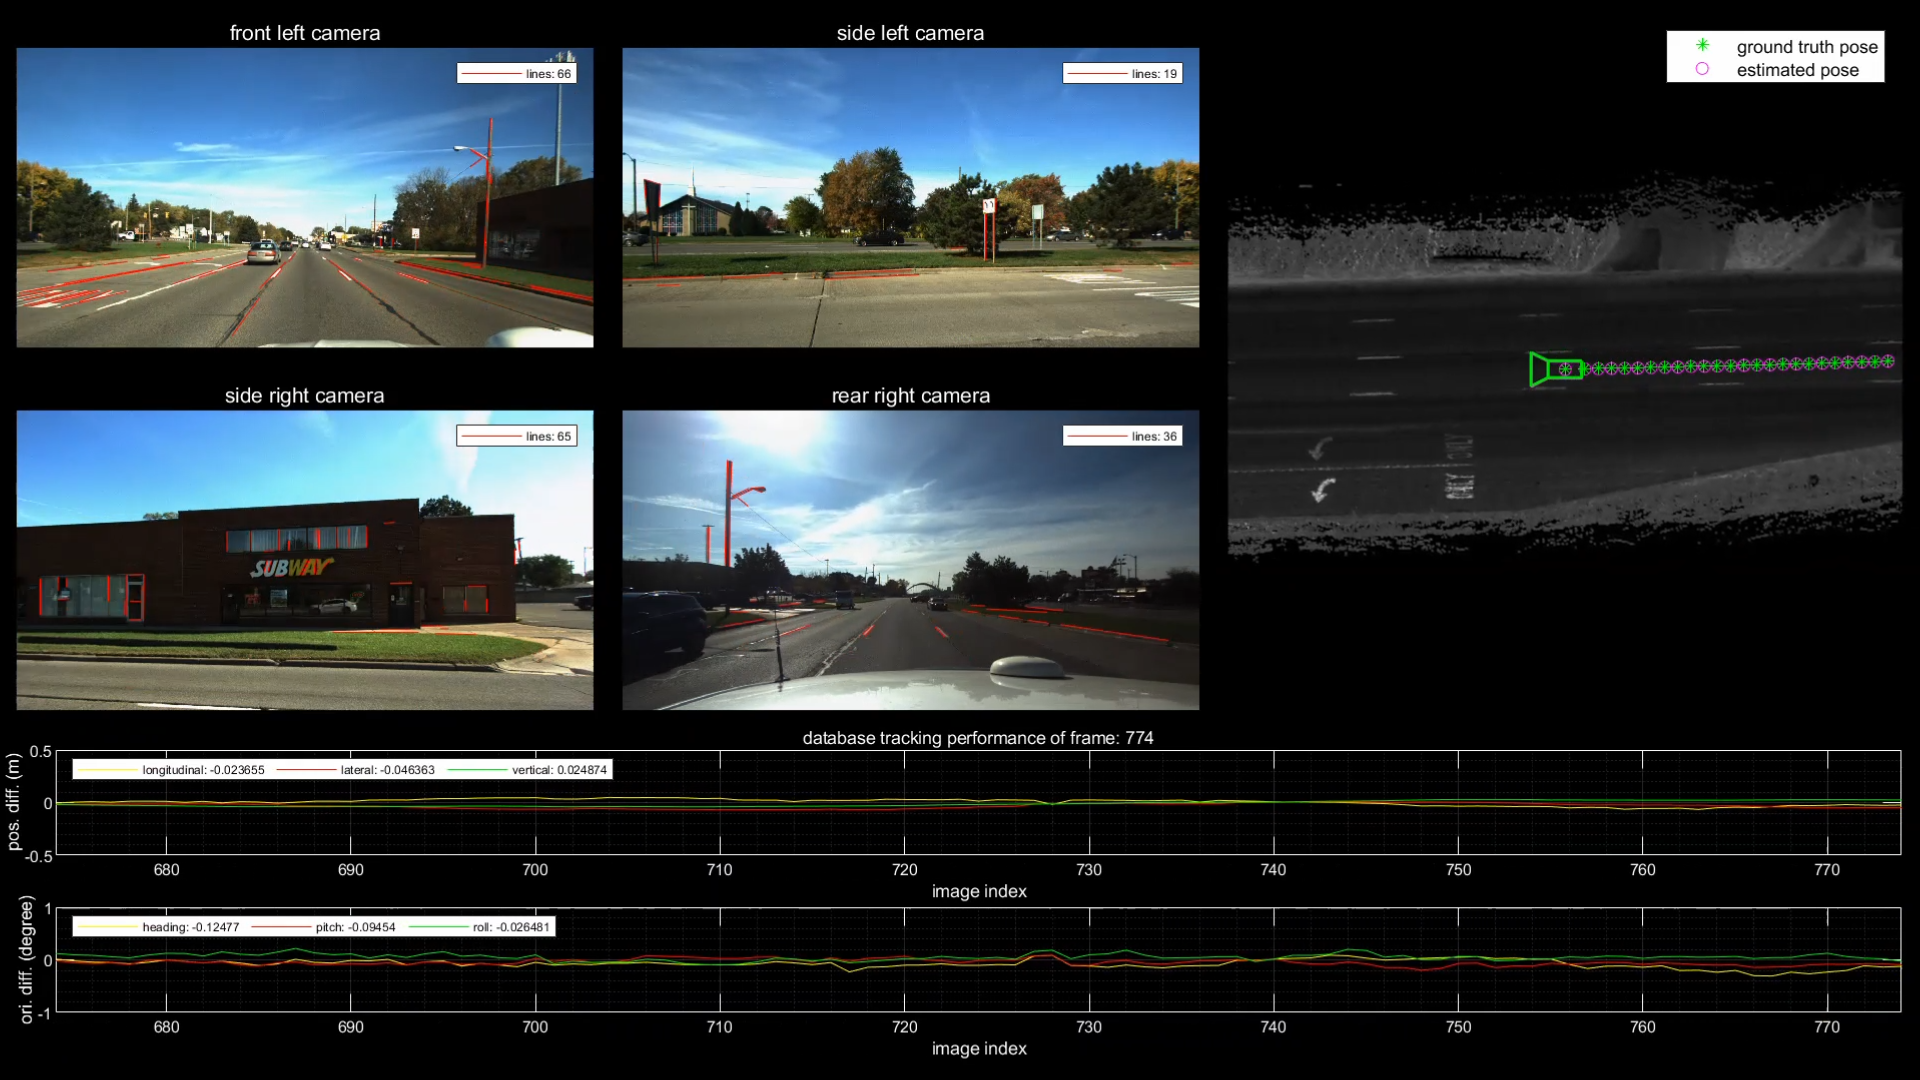 front left camera
lines: 66
side left camera
lines: 19
ground truth pose
estimated pose
side right camera
lines: 65
SUBWAY
rear right camera
lines: 36
ONLY ONLY
database tracking performance of frame: 774
pos. diff. (m)
0.5
0
-0.5
longitudinal: -0.023655
lateral: -0.046363
vertical: 0.024874
680 690 700 710 720 730 740 750 760 770
image index
ori. diff. (degree)
1
0
-1
heading: -0.12477
pitch: -0.09454
roll: -0.026481
680 690 700 710 720 730 740 750 760 770
image index